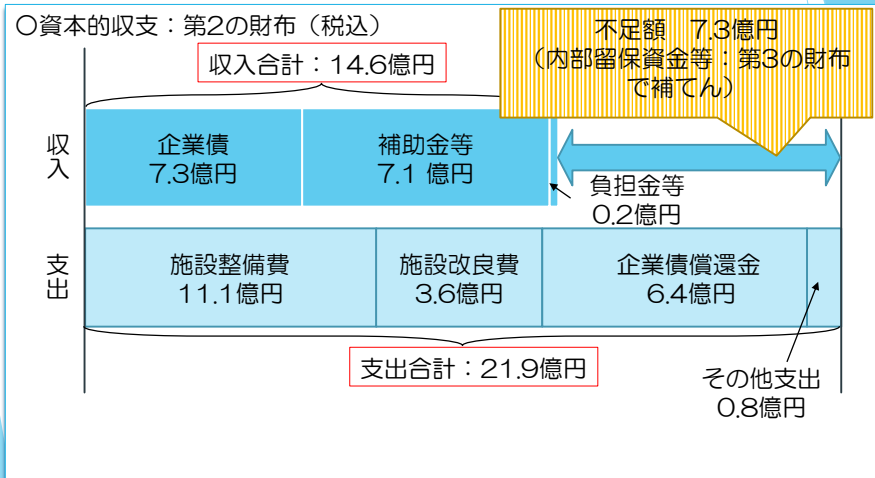 〇資本的収支：第2の財布（税込）
不足額　7.3億円
（内部留保資金等：第3の財布
で補てん）
収入合計：14.6億円
収入
企業債
7.3億円
補助金等
7.1 億円
負担金等
0.2億円
支出
施設整備費
11.1億円
施設改良費
3.6億円
企業債償還金
6.4億円
支出合計：21.9億円
その他支出
0.8億円